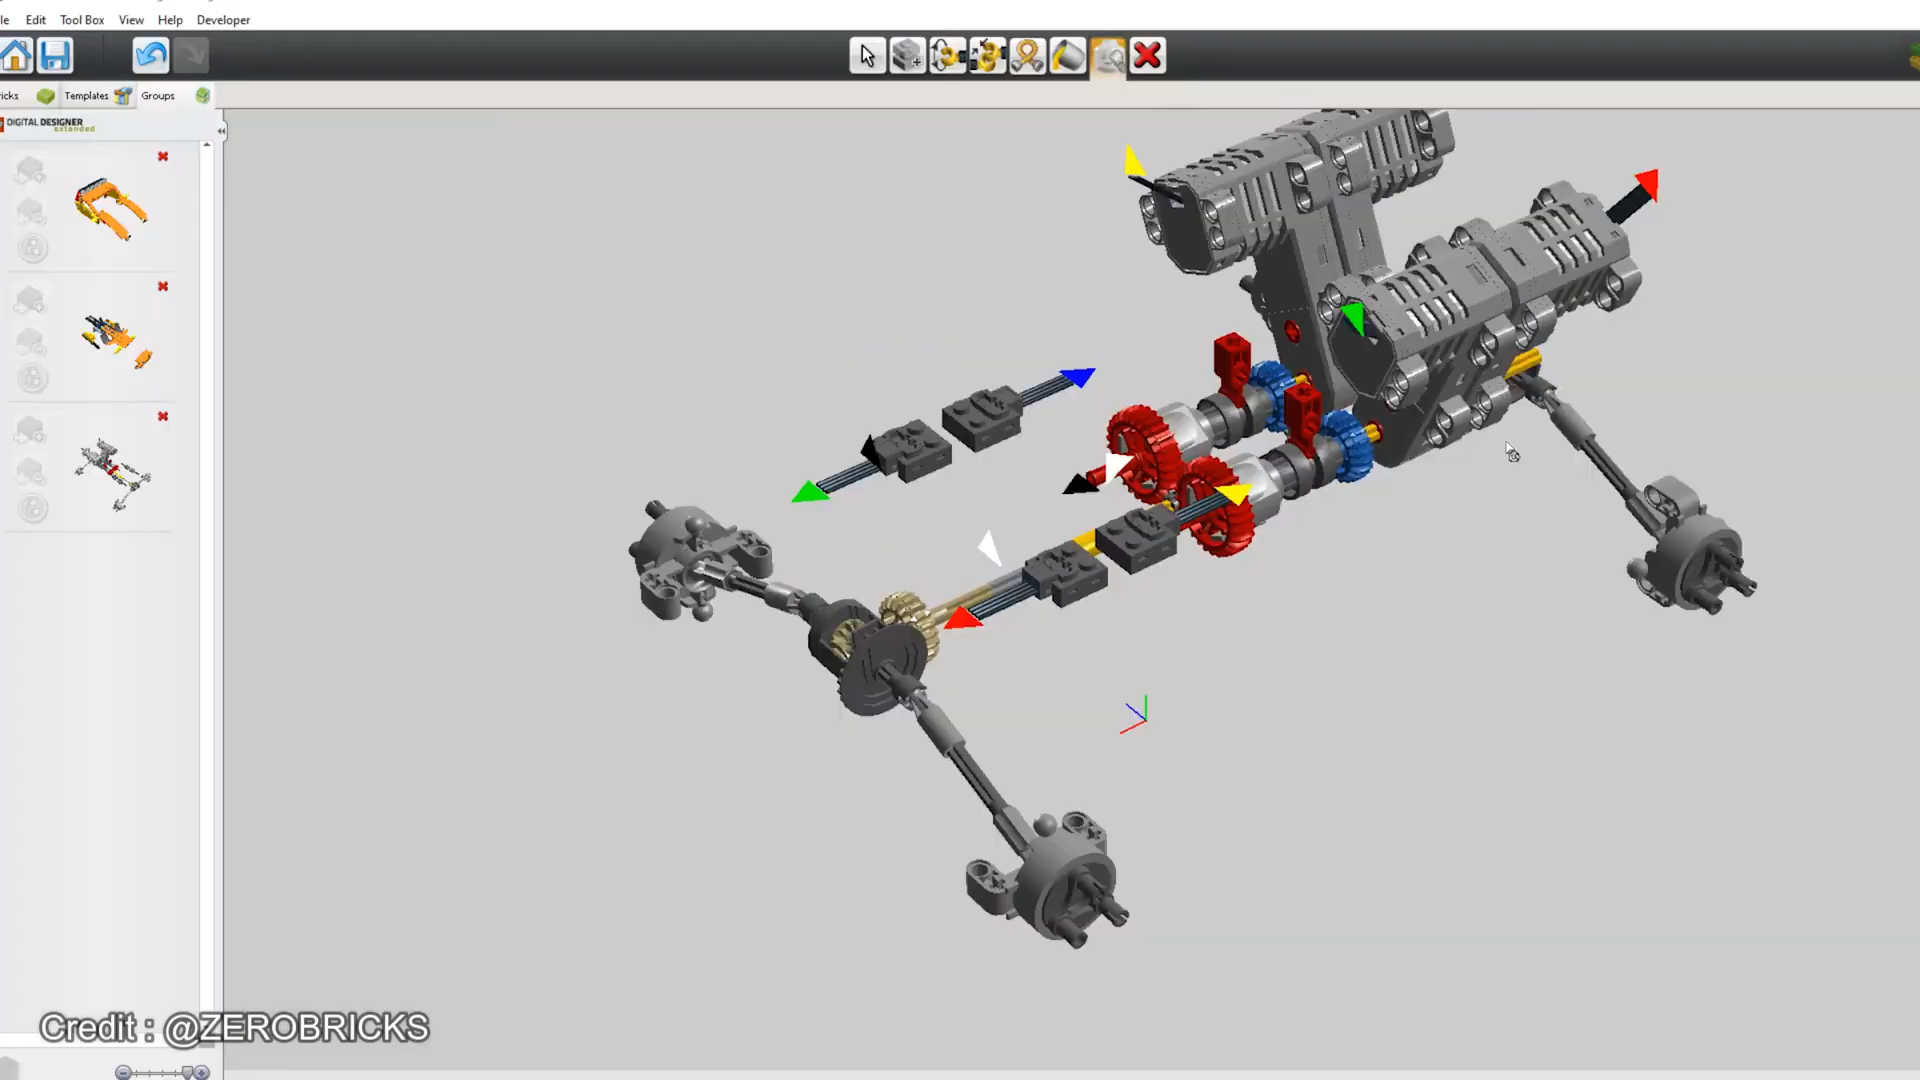 le Edit Tool Box View Help Developer
icks Templates Groups
DIGITAL DESIGNER
extended
Credit : @ZEROBRICKS